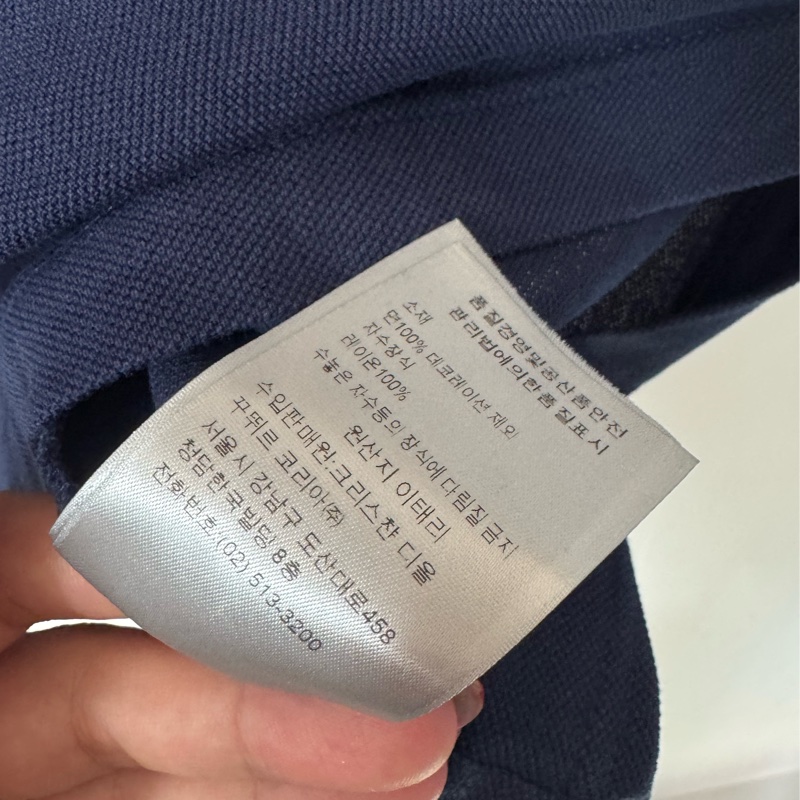 품질경영및공산품안전
관리법에의한품질표시
소재
면100% 데코레이션 제외
자수장식
레이온100%
수놓은 자수등의 장식에 다림질 금지
원산지 이태리
수입판매원:크리스챤 디올
꾸뛰르 코리아(주)
서울시 강남구 도산대로458
청담한국빌딩 8층
전화번호 (02) 513-3200